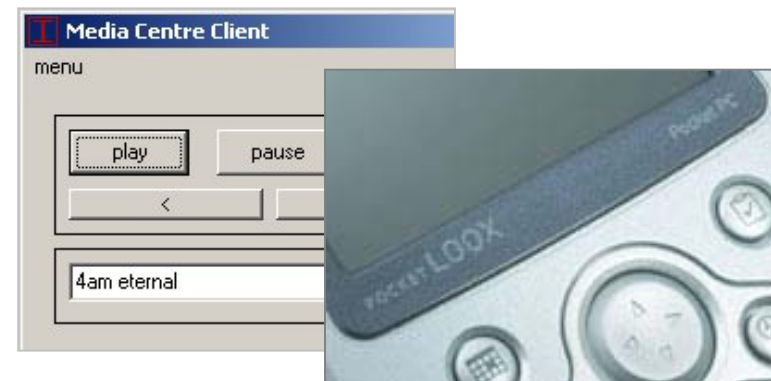 Media Centre Client
menu
play
pause
<
4am eternal
Pocket PC
POCKET LOOX